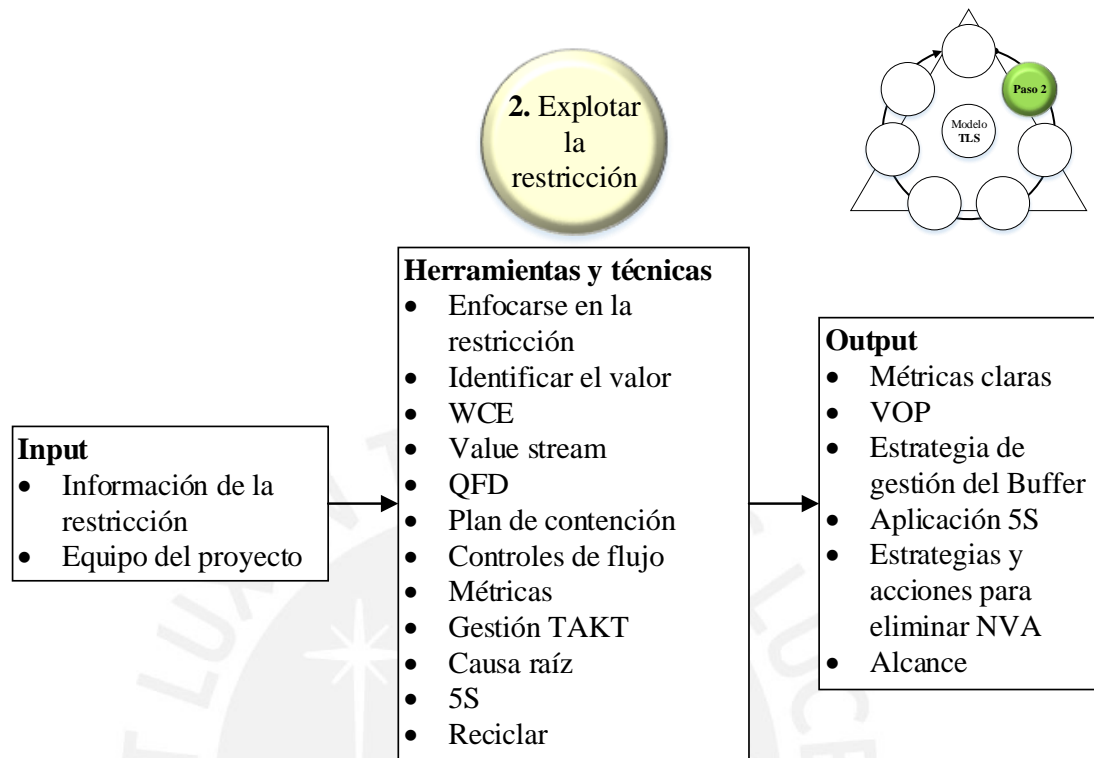 2. Explotar
la
restricción
Paso 2
Modelo
TLS
Input
• Información de la
restricción
• Equipo del proyecto
Herramientas y técnicas
• Enfocarse en la
restricción
• Identificar el valor
• WCE
• Value stream
• QFD
• Plan de contención
• Controles de flujo
• Métricas
• Gestión TAKT
• Causa raíz
• 5S
• Reciclar
Output
• Métricas claras
• VOP
• Estrategia de
gestión del Buffer
• Aplicación 5S
• Estrategias y
acciones para
eliminar NVA
• Alcance